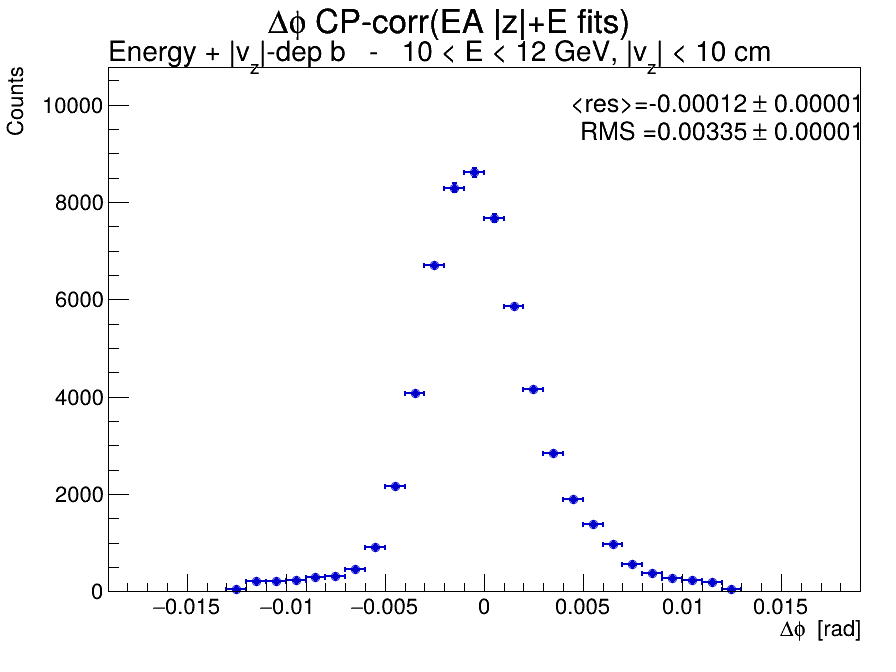 Δϕ CP-corr(EA |z|+E fits)
Energy + |v_z|-dep b - 10 < E < 12 GeV, |v_z| < 10 cm
<res>=-0.00012 ± 0.00001
RMS =0.00335 ± 0.00001
Counts
10000
8000
6000
4000
2000
0
−0.015 −0.01 −0.005 0 0.005 0.01 0.015
Δϕ [rad]